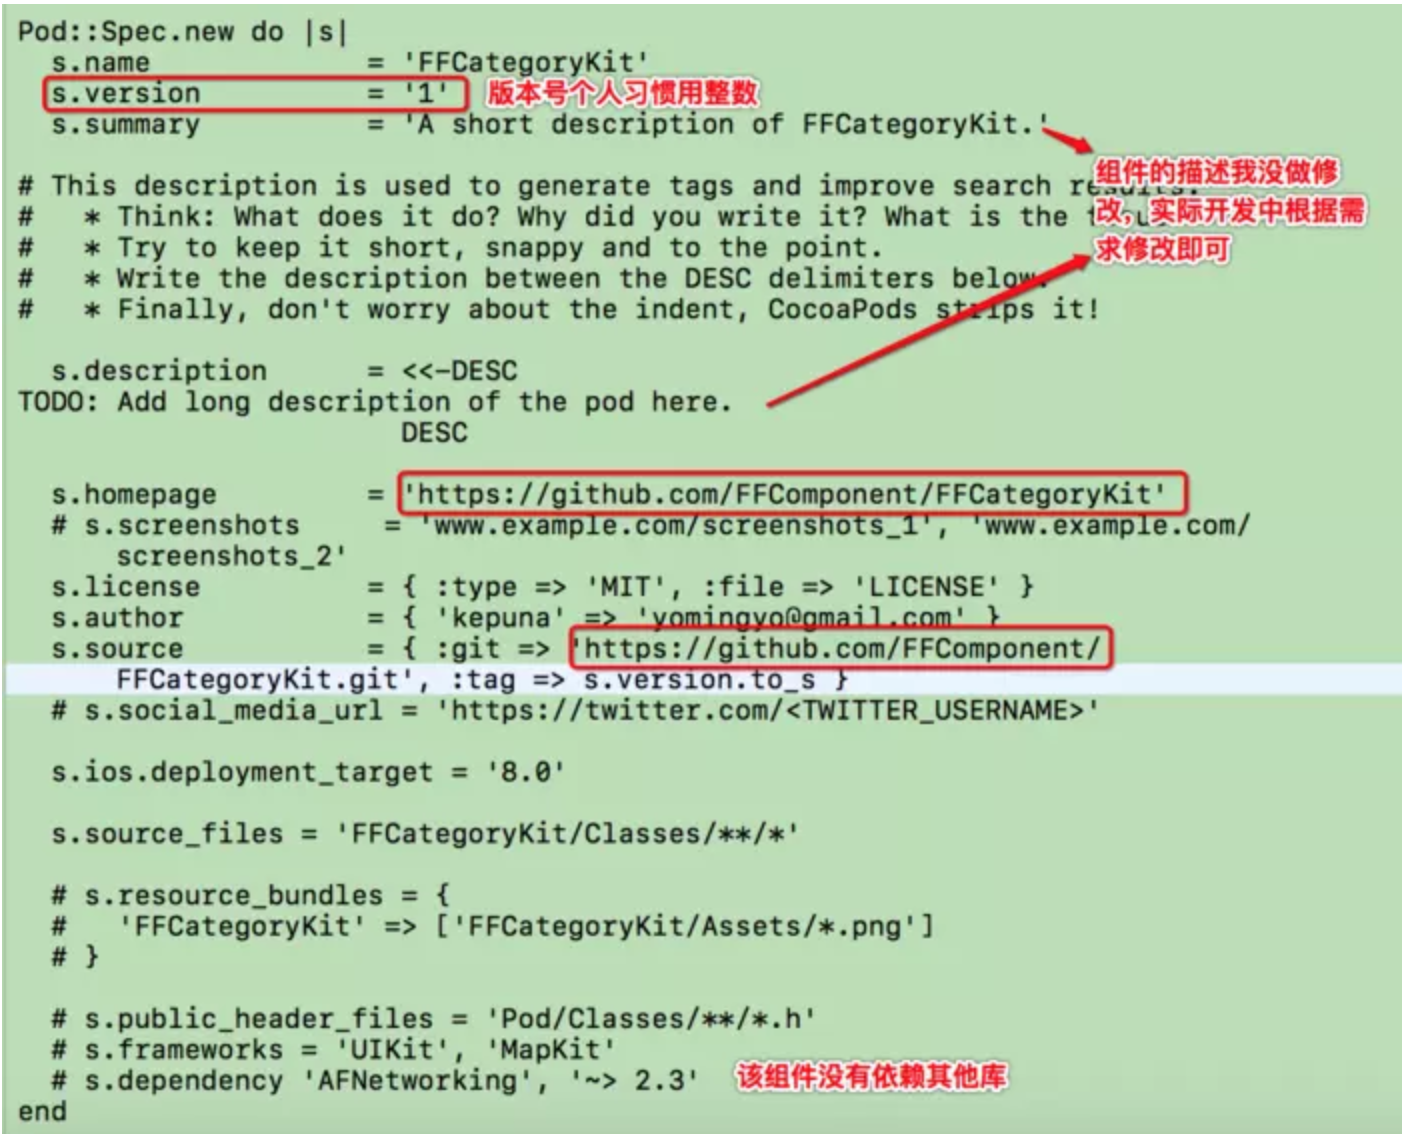 Pod::Spec.new do |s|
  s.name             = 'FFCategoryKit'
  s.version          = '1'
版本号个人习惯用整数
  s.summary          = 'A short description of FFCategoryKit.'
组件的描述我没做修
改，实际开发中根据需
求修改即可
# This description is used to generate tags and improve search results.
#   * Think: What does it do? Why did you write it? What is the
#   * Try to keep it short, snappy and to the point.
#   * Write the description between the DESC delimiters below.
#   * Finally, don't worry about the indent, CocoaPods strips it!
  s.description      = <<-DESC
TODO: Add long description of the pod here.
                       DESC
  s.homepage         = 'https://github.com/FFComponent/FFCategoryKit'
  # s.screenshots     = 'www.example.com/screenshots_1', 'www.example.com/
      screenshots_2'
  s.license          = { :type => 'MIT', :file => 'LICENSE' }
  s.author           = { 'kepuna' => 'yomingyo@gmail.com' }
  s.source           = { :git => 'https://github.com/FFComponent/
      FFCategoryKit.git', :tag => s.version.to_s }
  # s.social_media_url = 'https://twitter.com/<TWITTER_USERNAME>'
  s.ios.deployment_target = '8.0'
  s.source_files = 'FFCategoryKit/Classes/**/*'
  # s.resource_bundles = {
  #   'FFCategoryKit' => ['FFCategoryKit/Assets/*.png']
  # }
  # s.public_header_files = 'Pod/Classes/**/*.h'
  # s.frameworks = 'UIKit', 'MapKit'
  # s.dependency 'AFNetworking', '~> 2.3'
该组件没有依赖其他库
end